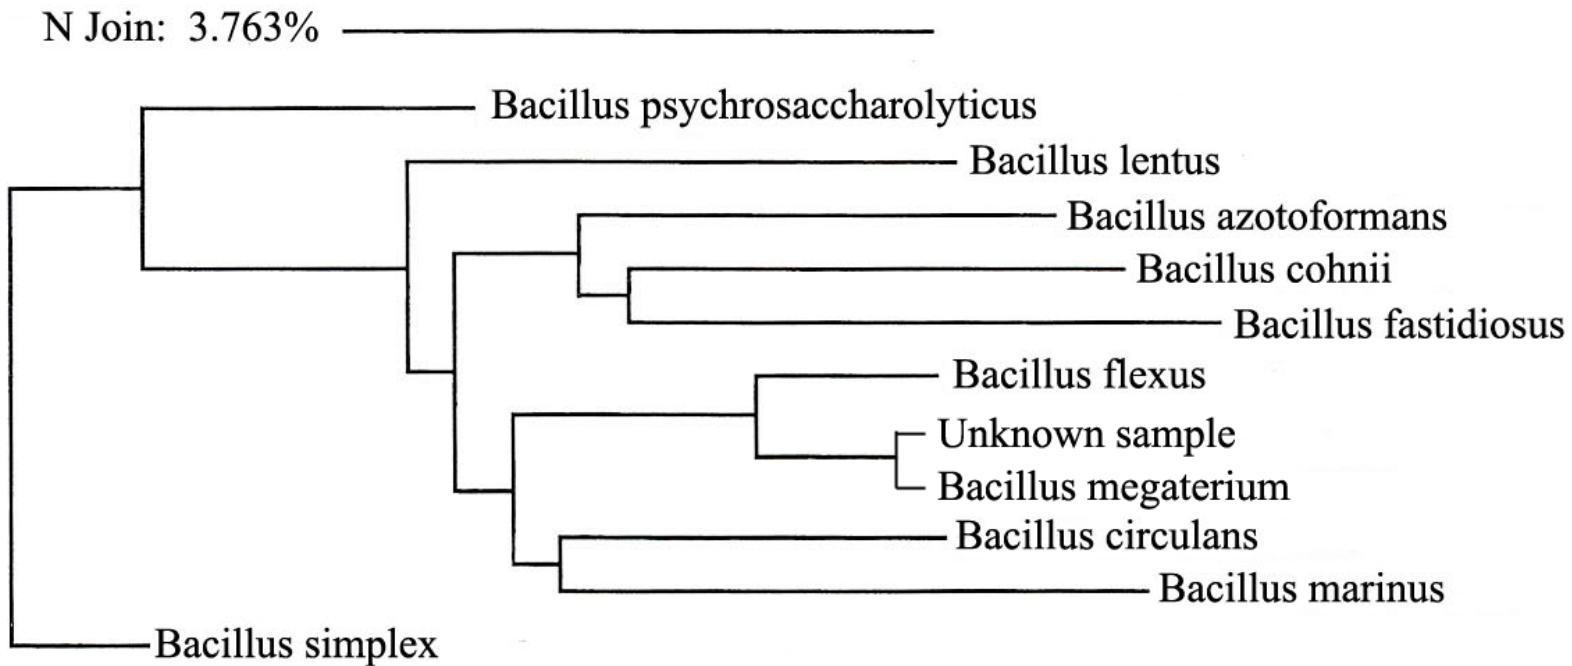 N Join: 3.763%
Bacillus psychrosaccharolyticus
Bacillus lentus
Bacillus azotoformans
Bacillus cohnii
Bacillus fastidiosus
Bacillus flexus
Unknown sample
Bacillus megaterium
Bacillus circulans
Bacillus marinus
Bacillus simplex